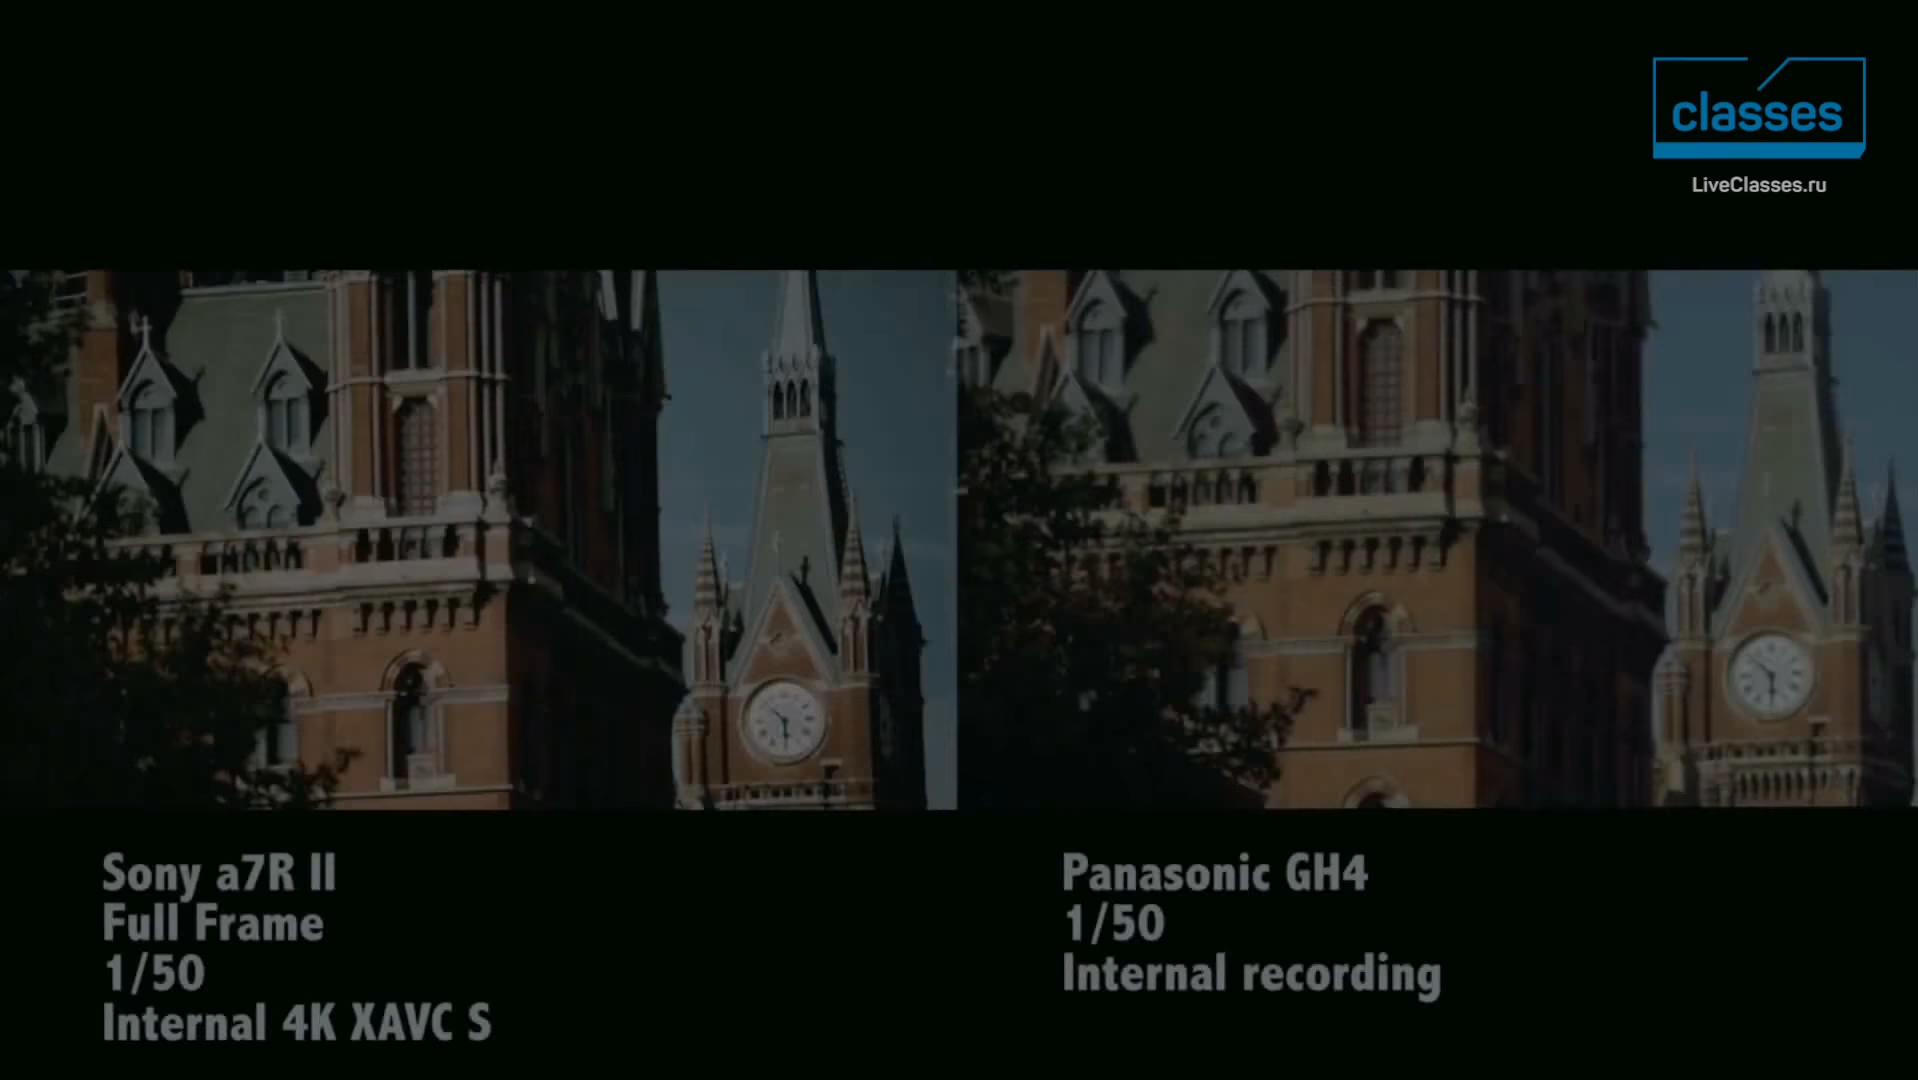 classes
LiveClasses.ru
Sony a7R II
Full Frame
1/50
Internal 4K XAVC S
Panasonic GH4
1/50
Internal recording